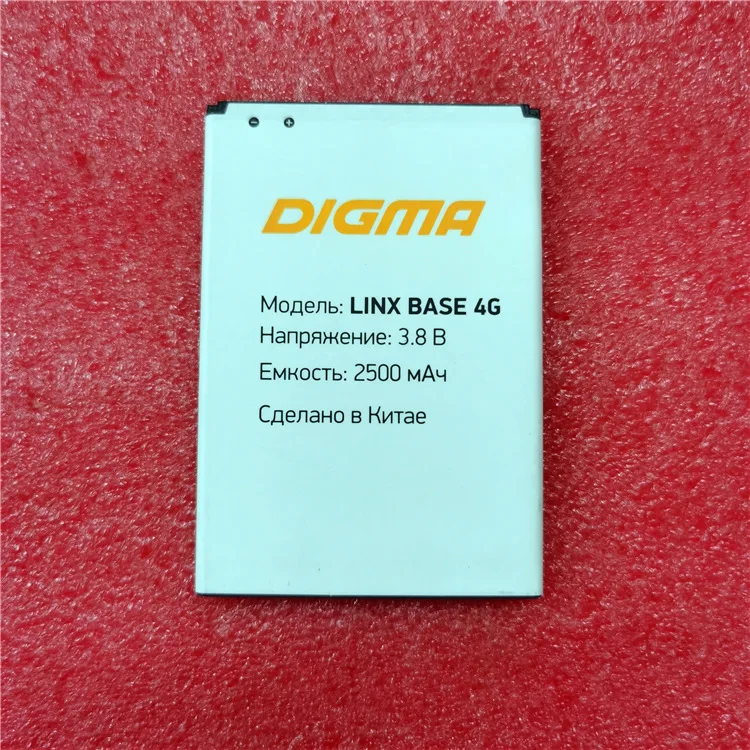 DIGMA
Модель: LINX BASE 4G
Напряжение: 3.8 В
Емкость: 2500 мАч
Сделано в Китае